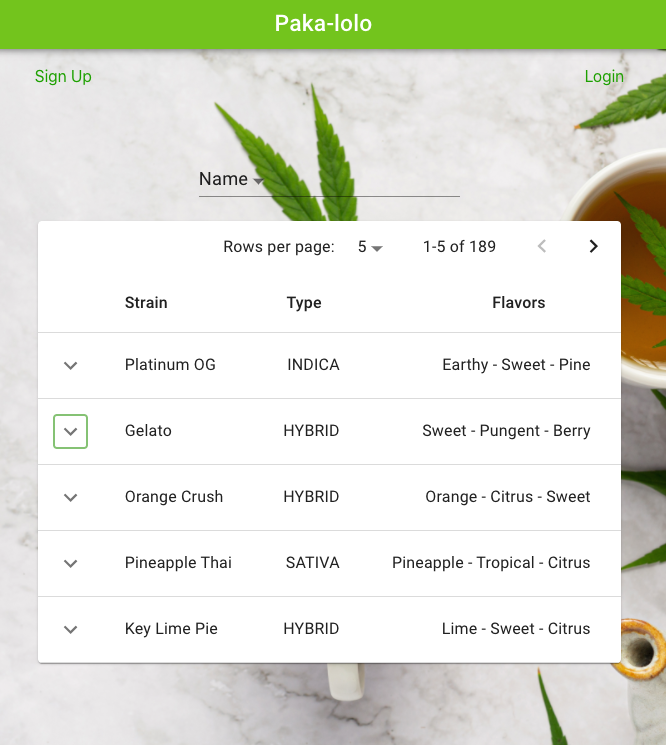 Paka-lolo
Sign Up Login
Name
Rows per page: 5 1-5 of 189
Strain Type Flavors
Platinum OG INDICA Earthy - Sweet - Pine
Gelato HYBRID Sweet - Pungent - Berry
Orange Crush HYBRID Orange - Citrus - Sweet
Pineapple Thai SATIVA Pineapple - Tropical - Citrus
Key Lime Pie HYBRID Lime - Sweet - Citrus